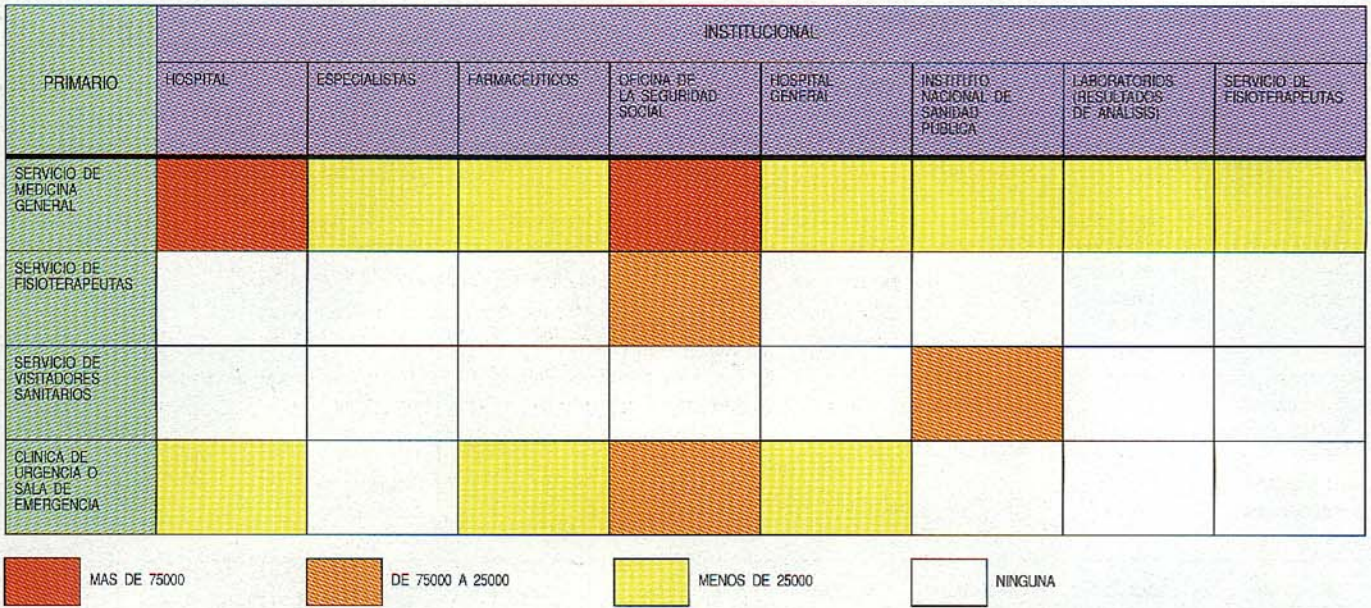 INSTITUCIONAL
PRIMARIO
HOSPITAL
ESPECIALISTAS
FARMACEUTICOS
OFICINA DE
LA SEGURIDAD
SOCIAL
HOSPITAL
GENERAL
INSTITUTO
NACIONAL DE
SANIDAD
PUBLICA
LABORATORIOS
(RESULTADOS
DE ANALISIS)
SERVICIO DE
FISIOTERAPEUTAS
SERVICIO DE
MEDICINA
GENERAL
SERVICIO DE
FISIOTERAPEUTAS
SERVICIO DE
VISITADORES
SANITARIOS
CLINICA DE
URGENCIA O
SALA DE
EMERGENCIA
MAS DE 75000
DE 75000 A 25000
MENOS DE 25000
NINGUNA